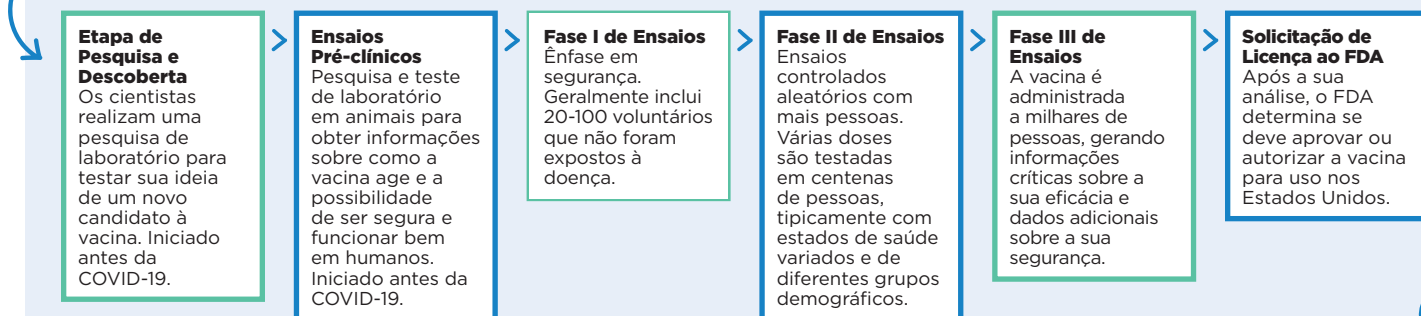 Etapa de
Pesquisa e
Descoberta
Os cientistas
realizam uma
pesquisa de
laboratório para
testar sua ideia
de um novo
candidato à
vacina. Iniciado
antes da
COVID-19.
Ensaios
Pré-clínicos
Pesquisa e teste
de laboratório
em animais para
obter informações
sobre como a
vacina age e a
possibilidade
de ser segura e
funcionar bem
em humanos.
Iniciado antes da
COVID-19.
Fase I de Ensaios
Ênfase em
segurança.
Geralmente inclui
20-100 voluntários
que não foram
expostos à
doença.
Fase II de Ensaios
Ensaios
controlados
aleatórios com
mais pessoas.
Várias doses
são testadas
em centenas
de pessoas,
tipicamente com
estados de saúde
variados e de
diferentes grupos
demográficos.
Fase III de
Ensaios
A vacina é
administrada
a milhares de
pessoas, gerando
informações
críticas sobre a
sua eficácia e
dados adicionais
sobre a sua
segurança.
Solicitação de
Licença ao FDA
Após a sua
análise, o FDA
determina se
deve aprovar ou
autorizar a vacina
para uso nos
Estados Unidos.